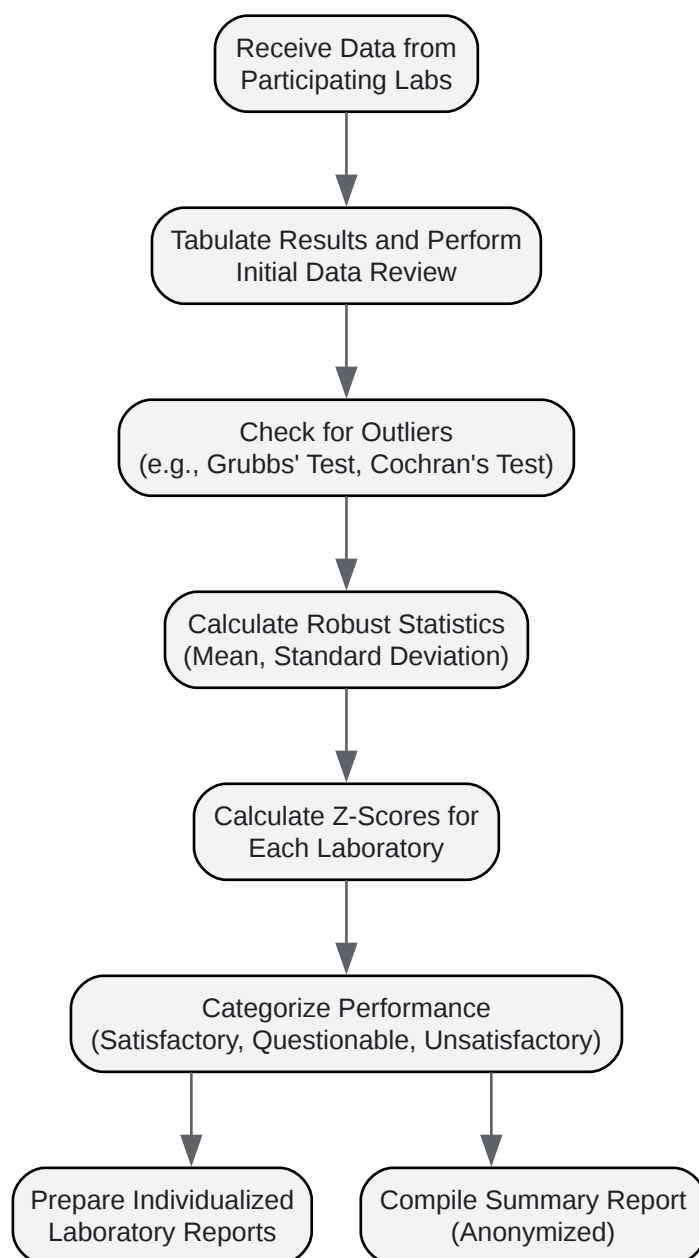 Receive Data from
Participating Labs
Tabulate Results and Perform
Initial Data Review
Check for Outliers
(e.g., Grubbs' Test, Cochran's Test)
Calculate Robust Statistics
(Mean, Standard Deviation)
Calculate Z-Scores for
Each Laboratory
Categorize Performance
(Satisfactory, Questionable, Unsatisfactory)
Prepare Individualized
Laboratory Reports
Compile Summary Report
(Anonymized)